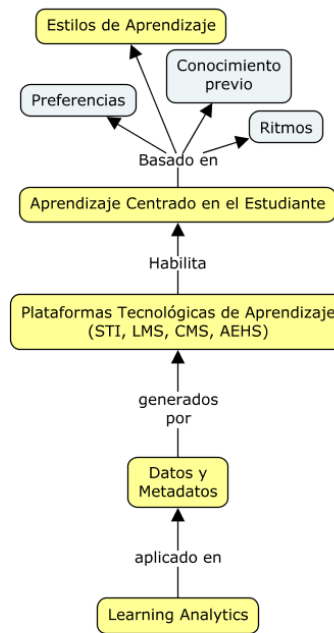 Estilos de Aprendizaje
Conocimiento
previo
Preferencias
Ritmos
Basado en
Aprendizaje Centrado en el Estudiante
Habilita
Plataformas Tecnológicas de Aprendizaje
(STI, LMS, CMS, AEHS)
generados
por
Datos y
Metadatos
aplicado en
Learning Analytics